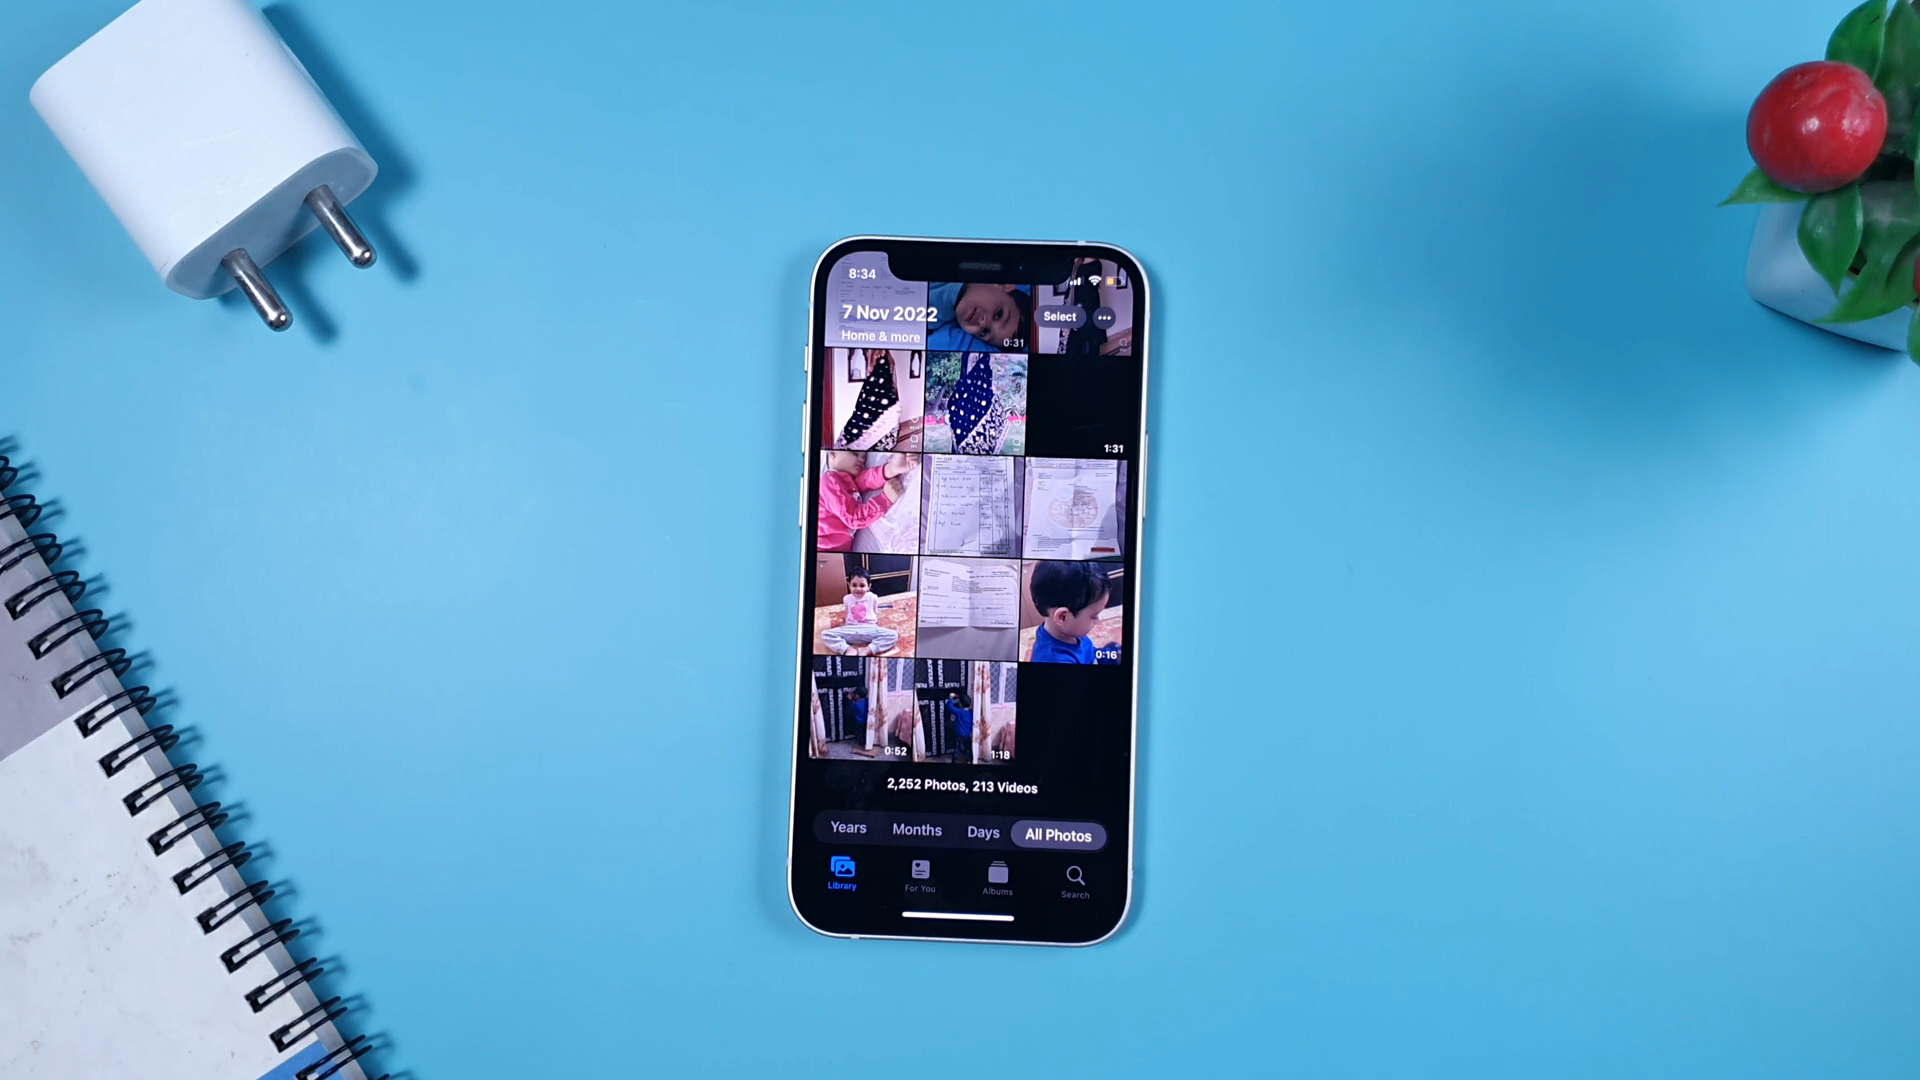 8:34
7 Nov 2022
Select
Home & more
0:31
1:31
0:16
0:52
1:18
2,252 Photos, 213 Videos
Years Months Days All Photos
Library For You Albums Search